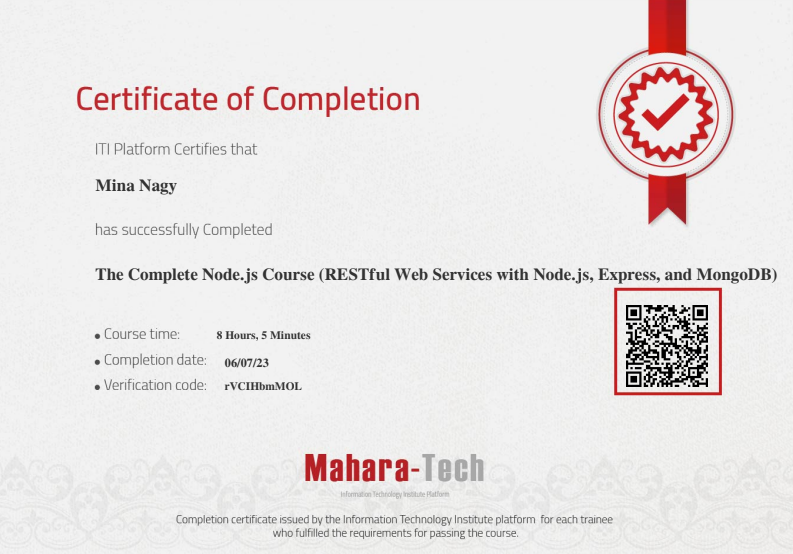 Certificate of Completion
ITI Platform Certifies that
Mina Nagy
has successfully Completed
The Complete Node.js Course (RESTful Web Services with Node.js, Express, and MongoDB)
• Course time: 8 Hours, 5 Minutes
• Completion date: 06/07/23
• Verification code: rVCIHbmMOL
Mahara-Tech
Information Technology Institute Platform
Completion certificate issued by the Information Technology Institute platform for each trainee
who fulfilled the requirements for passing the course.